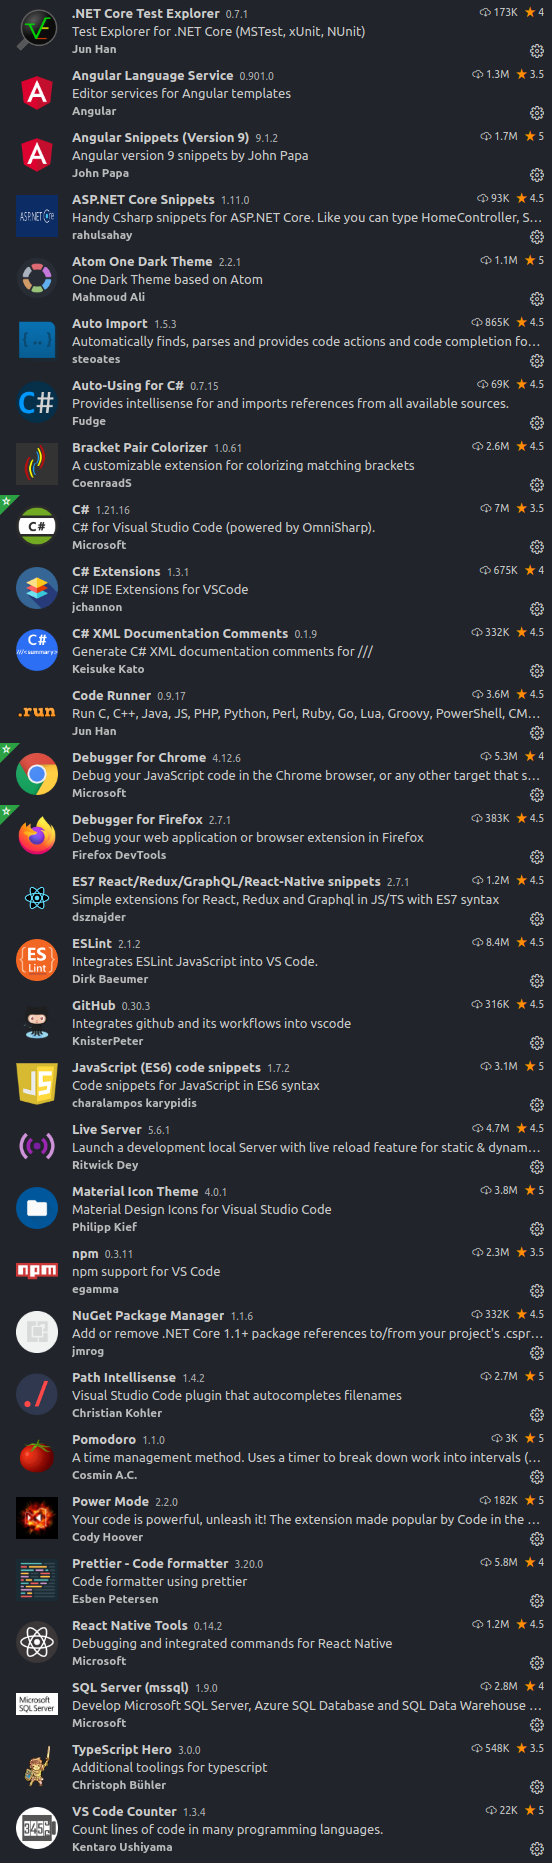 .NET Core Test Explorer 0.7.1 173K ★ 4
Test Explorer for .NET Core (MSTest, xUnit, NUnit)
Jun Han
Angular Language Service 0.901.0 1.3M ★ 3.5
Editor services for Angular templates
Angular
Angular Snippets (Version 9) 9.1.2 1.7M ★ 5
Angular version 9 snippets by John Papa
John Papa
ASP.NET Core Snippets 1.11.0 93K ★ 4.5
Handy Csharp snippets for ASP.NET Core. Like you can type HomeController, S...
rahulsahay
Atom One Dark Theme 2.2.1 1.1M ★ 5
One Dark Theme based on Atom
Mahmoud Ali
Auto Import 1.5.3 865K ★ 4.5
Automatically finds, parses and provides code actions and code completion fo...
steoates
Auto-Using for C# 0.7.15 69K ★ 4.5
Provides intellisense for and imports references from all available sources.
Fudge
Bracket Pair Colorizer 1.0.61 2.6M ★ 4.5
A customizable extension for colorizing matching brackets
CoenraadS
C# 1.21.16 7M ★ 3.5
C# for Visual Studio Code (powered by OmniSharp).
Microsoft
C# Extensions 1.3.1 675K ★ 4
C# IDE Extensions for VSCode
jchannon
C# XML Documentation Comments 0.1.9 332K ★ 4.5
Generate C# XML documentation comments for ///
Keisuke Kato
Code Runner 0.9.17 3.6M ★ 4.5
Run C, C++, Java, JS, PHP, Python, Perl, Ruby, Go, Lua, Groovy, PowerShell, CM...
Jun Han
Debugger for Chrome 4.12.6 5.3M ★ 4
Debug your JavaScript code in the Chrome browser, or any other target that s...
Microsoft
Debugger for Firefox 2.7.1 383K ★ 4.5
Debug your web application or browser extension in Firefox
Firefox DevTools
ES7 React/Redux/GraphQL/React-Native snippets 2.7.1 1.2M ★ 4.5
Simple extensions for React, Redux and Graphql in JS/TS with ES7 syntax
dsznajder
ESLint 2.1.2 8.4M ★ 4.5
Integrates ESLint JavaScript into VS Code.
Dirk Baeumer
GitHub 0.30.3 316K ★ 4.5
Integrates github and its workflows into vscode
KnisterPeter
JavaScript (ES6) code snippets 1.7.2 3.1M ★ 5
Code snippets for JavaScript in ES6 syntax
charalampos karypidis
Live Server 5.6.1 4.7M ★ 4.5
Launch a development local Server with live reload feature for static & dynam...
Ritwick Dey
Material Icon Theme 4.0.1 3.8M ★ 5
Material Design Icons for Visual Studio Code
Philipp Kief
npm 0.3.11 2.3M ★ 3.5
npm support for VS Code
egamma
NuGet Package Manager 1.1.6 332K ★ 4.5
Add or remove .NET Core 1.1+ package references to/from your project's .cspr...
jmrog
Path Intellisense 1.4.2 2.7M ★ 5
Visual Studio Code plugin that autocompletes filenames
Christian Kohler
Pomodoro 1.1.0 3K ★ 5
A time management method. Uses a timer to break down work into intervals (...
Cosmin A.C.
Power Mode 2.2.0 182K ★ 5
Your code is powerful, unleash it! The extension made popular by Code in the ...
Cody Hoover
Prettier - Code formatter 3.20.0 5.8M ★ 4
Code formatter using prettier
Esben Petersen
React Native Tools 0.14.2 1.2M ★ 4.5
Debugging and integrated commands for React Native
Microsoft
SQL Server (mssql) 1.9.0 2.8M ★ 4
Develop Microsoft SQL Server, Azure SQL Database and SQL Data Warehouse ...
Microsoft
TypeScript Hero 3.0.0 548K ★ 3.5
Additional toolings for typescript
Christoph Bühler
VS Code Counter 1.3.4 22K ★ 5
Count lines of code in many programming languages.
Kentaro Ushiyama